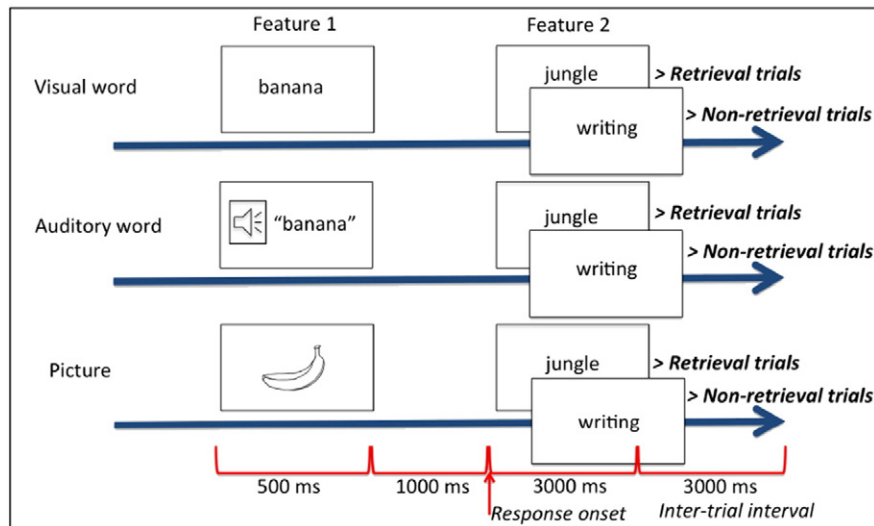 Feature 1
Feature 2
Visual word
banana
jungle
> Retrieval trials
writing
> Non-retrieval trials
Auditory word
“banana”
jungle
> Retrieval trials
writing
> Non-retrieval trials
Picture
jungle
> Retrieval trials
writing
> Non-retrieval trials
500 ms
1000 ms
3000 ms
3000 ms
Response onset
Inter-trial interval